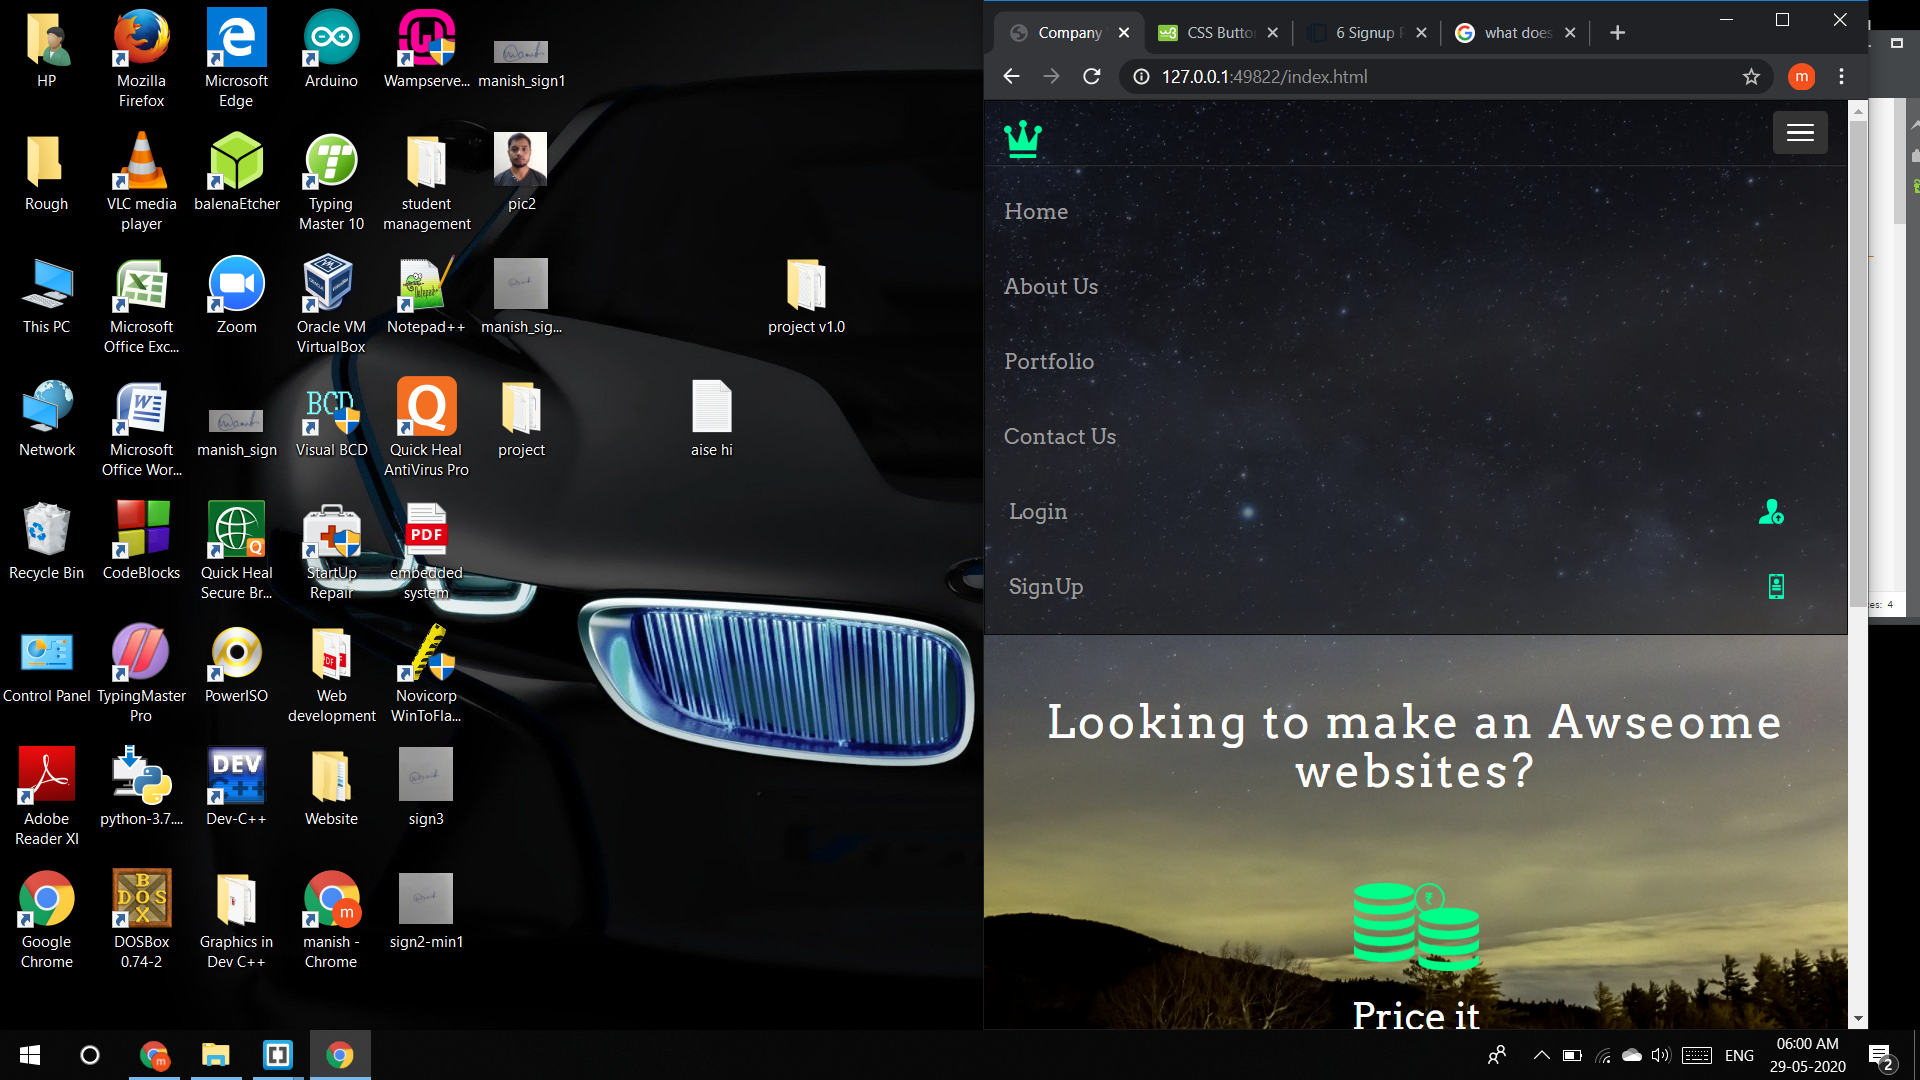 HP
Mozilla
Firefox
Microsoft
Edge
Arduino
Wampserve...
manish_sign1
Rough
VLC media
player
balenaEtcher
Typing
Master 10
student
management
pic2
This PC
Microsoft
Office Exc...
Zoom
Oracle VM
VirtualBox
Notepad++
manish_sig...
project v1.0
Network
Microsoft
Office Wor...
manish_sign
BCD
Visual BCD
Quick Heal
AntiVirus Pro
project
aise hi
PDF
Recycle Bin
CodeBlocks
Quick Heal
Secure Br...
StartUp
Repair
embedded
system
Control Panel
TypingMaster
Pro
PowerISO
Web
development
Novicorp
WinToFla...
DEV
C++
Adobe
Reader XI
python-3.7....
Dev-C++
Website
sign3
Google
Chrome
DOSBox
0.74-2
Graphics in
Dev C++
m
manish -
Chrome
sign2-min1
Company
CSS Butto
6 Signup F
what does
127.0.0.1:49822/index.html
m
Home
About Us
Portfolio
Contact Us
Login
SignUp
Looking to make an Awseome
websites?
₹
Price it
es: 4
ENG
06:00 AM
29-05-2020
2